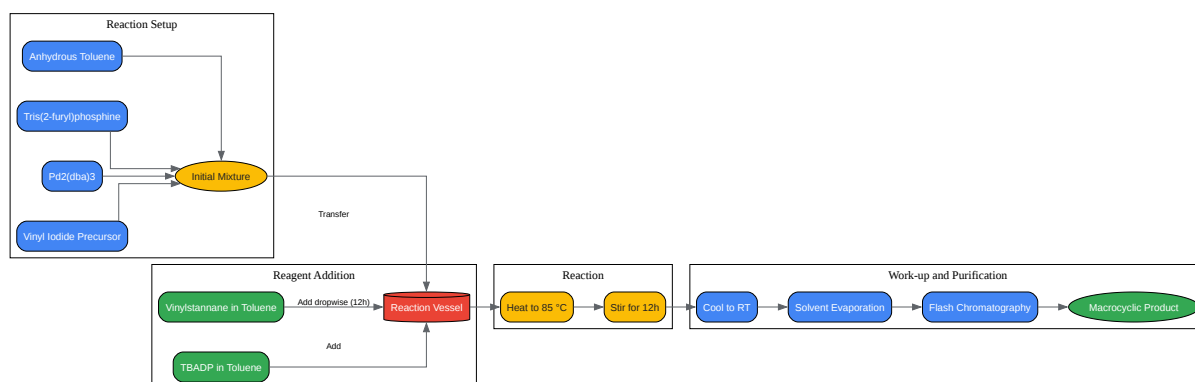 Reaction Setup
Anhydrous Toluene
Tris(2-furyl)phosphine
Pd2(dba)3
Initial Mixture
Vinyl Iodide Precursor
Transfer
Reagent Addition
Vinylstannane in Toluene
Add dropwise (12h)
Reaction Vessel
Add
TBADP in Toluene
Reaction
Heat to 85 °C
Stir for 12h
Work-up and Purification
Cool to RT
Solvent Evaporation
Flash Chromatography
Macrocyclic Product